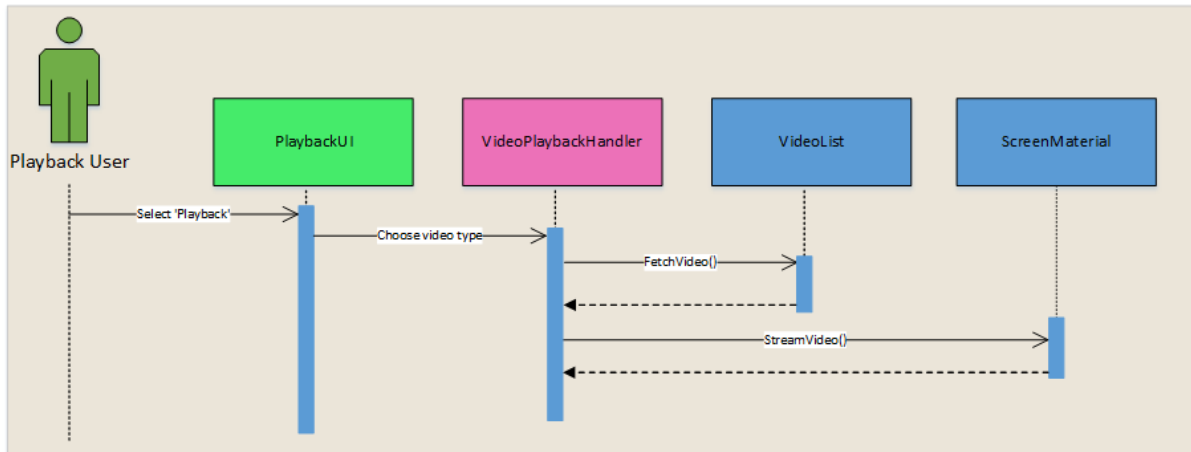 Playback User
PlaybackUI
VideoPlaybackHandler
VideoList
ScreenMaterial
Select 'Playback'
Choose video type
FetchVideo()
StreamVideo()